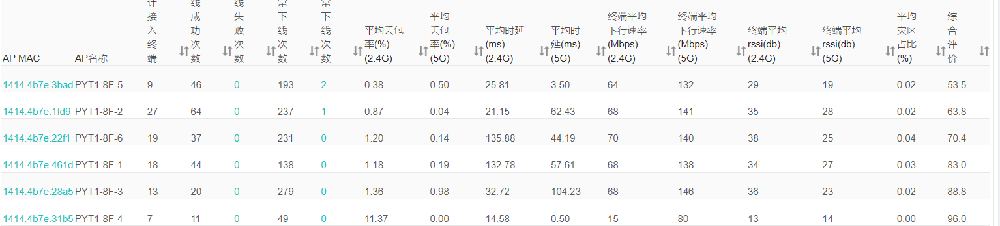 AP MAC AP名称 计接入终端 线成功次数 线失败次数 常下线次数 常下线次数 平均丢包率(%)(2.4G) 平均丢包率(%)(5G) 平均时延(ms)(2.4G) 平均时延(ms)(5G) 终端平均下行速率(Mbps)(2.4G) 终端平均下行速率(Mbps)(5G) 终端平均rssi(db)(2.4G) 终端平均rssi(db)(5G) 平均灾区占比(%) 综合评价
1414.4b7e.3bad PYT1-8F-5 9 46 0 193 2 0.38 0.50 25.81 3.50 64 132 29 19 0.02 53.5
1414.4b7e.1fd9 PYT1-8F-2 27 64 0 237 1 0.87 0.04 21.15 62.43 68 141 35 28 0.02 63.8
1414.4b7e.22f1 PYT1-8F-6 19 37 0 231 0 1.20 0.14 135.88 44.19 70 140 38 25 0.04 70.4
1414.4b7e.461d PYT1-8F-1 18 44 0 138 0 1.18 0.19 132.78 57.61 68 138 34 27 0.03 83.0
1414.4b7e.28a5 PYT1-8F-3 13 20 0 279 0 1.36 0.98 32.72 104.23 68 146 36 23 0.02 88.8
1414.4b7e.31b5 PYT1-8F-4 7 11 0 49 0 11.37 0.00 14.58 0.50 15 80 13 14 0.00 96.0